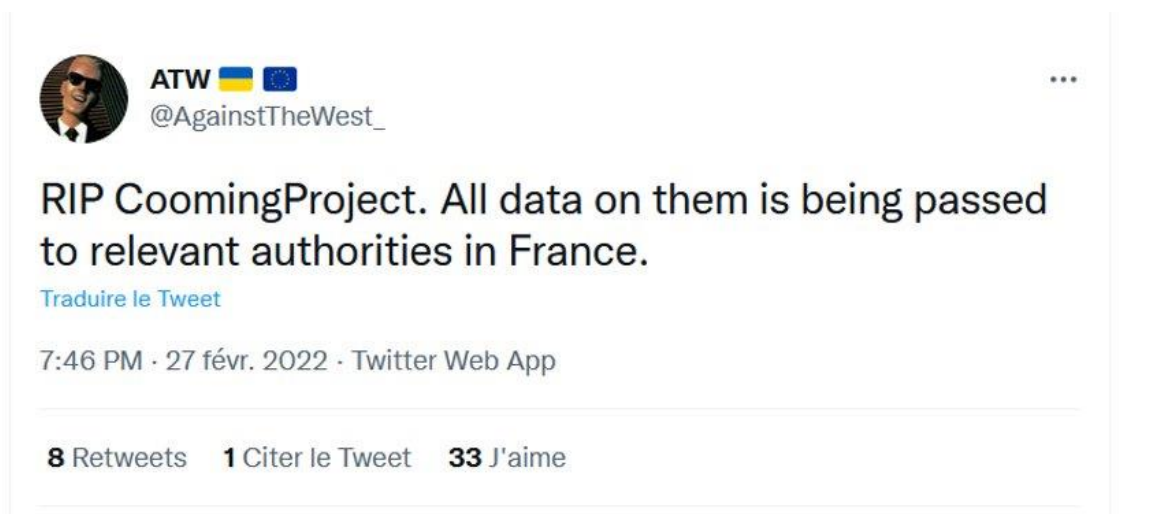 ATW 🇺🇦 🇪🇺
@AgainstTheWest_
RIP CoomingProject. All data on them is being passed
to relevant authorities in France.
Traduire le Tweet
7:46 PM · 27 févr. 2022 · Twitter Web App
8 Retweets 1 Citer le Tweet 33 J'aime